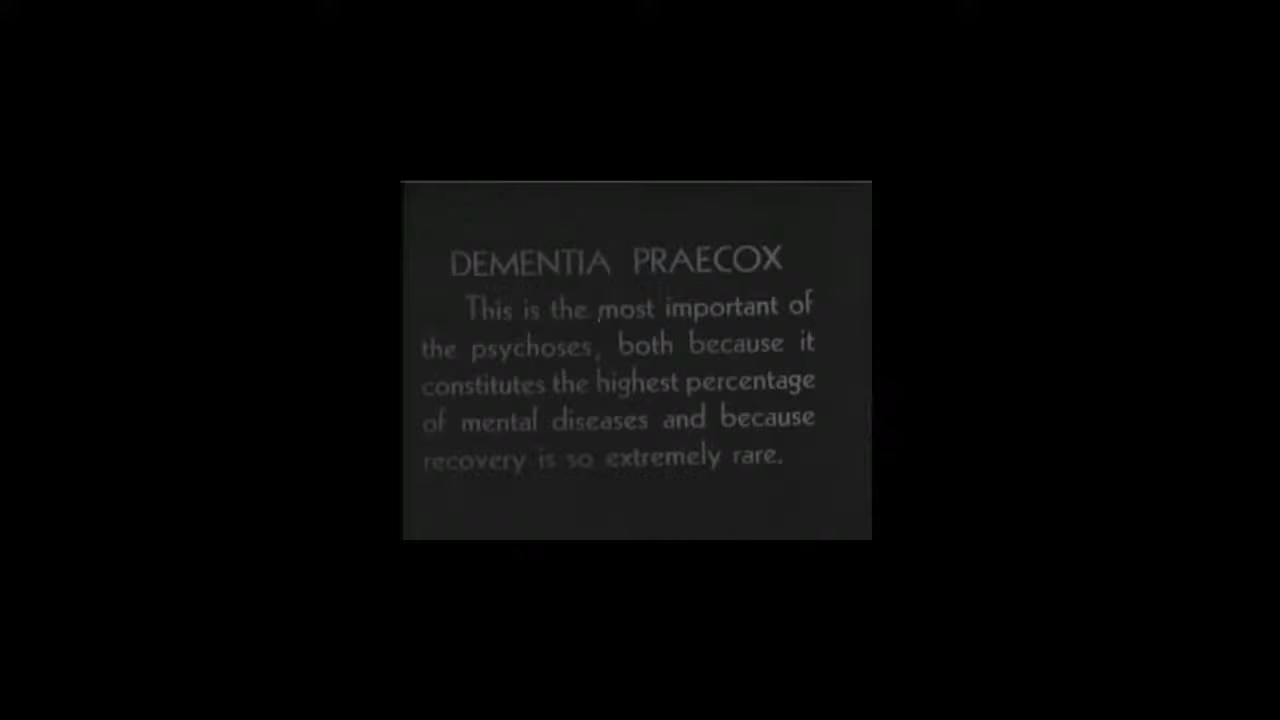 DEMENTIA PRAECOX
This is the most important of
the psychoses, both because it
constitutes the highest percentage
of mental diseases and because
recovery is so extremely rare.